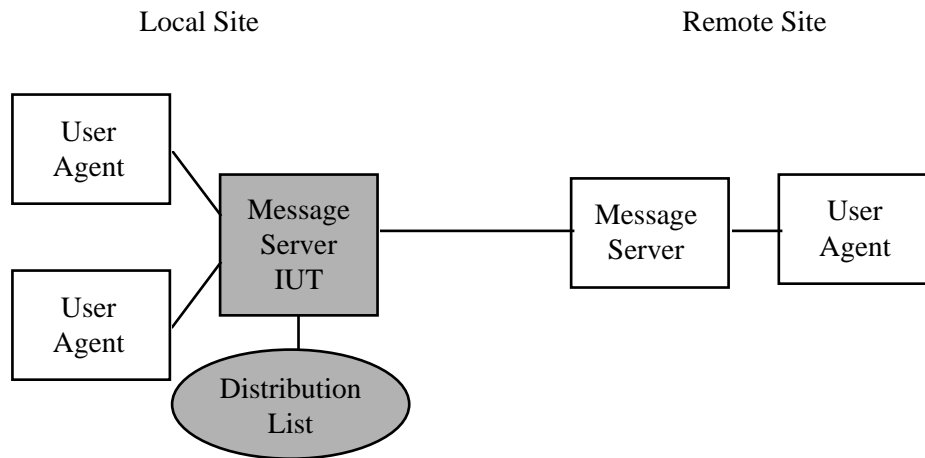 Local Site
Remote Site
User
Agent
Message
Server
IUT
Message
Server
User
Agent
User
Agent
Distribution
List